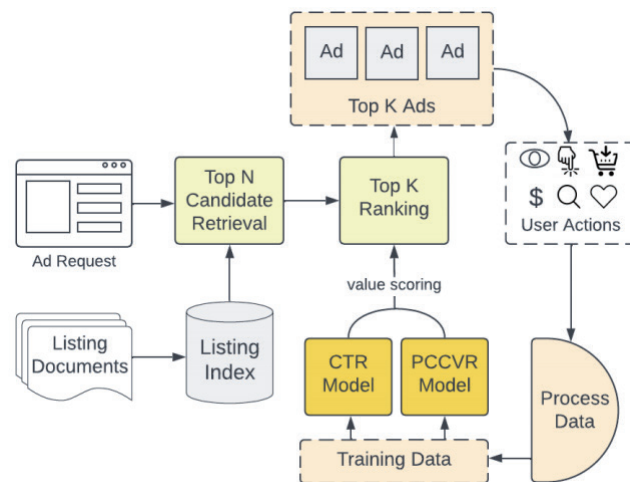 Ad
Ad
Ad
Top K Ads
Top N
Candidate
Retrieval
Top K
Ranking
$
User Actions
Ad Request
value scoring
Listing
Documents
Listing
Index
CTR
Model
PCCVR
Model
Process
Data
Training Data